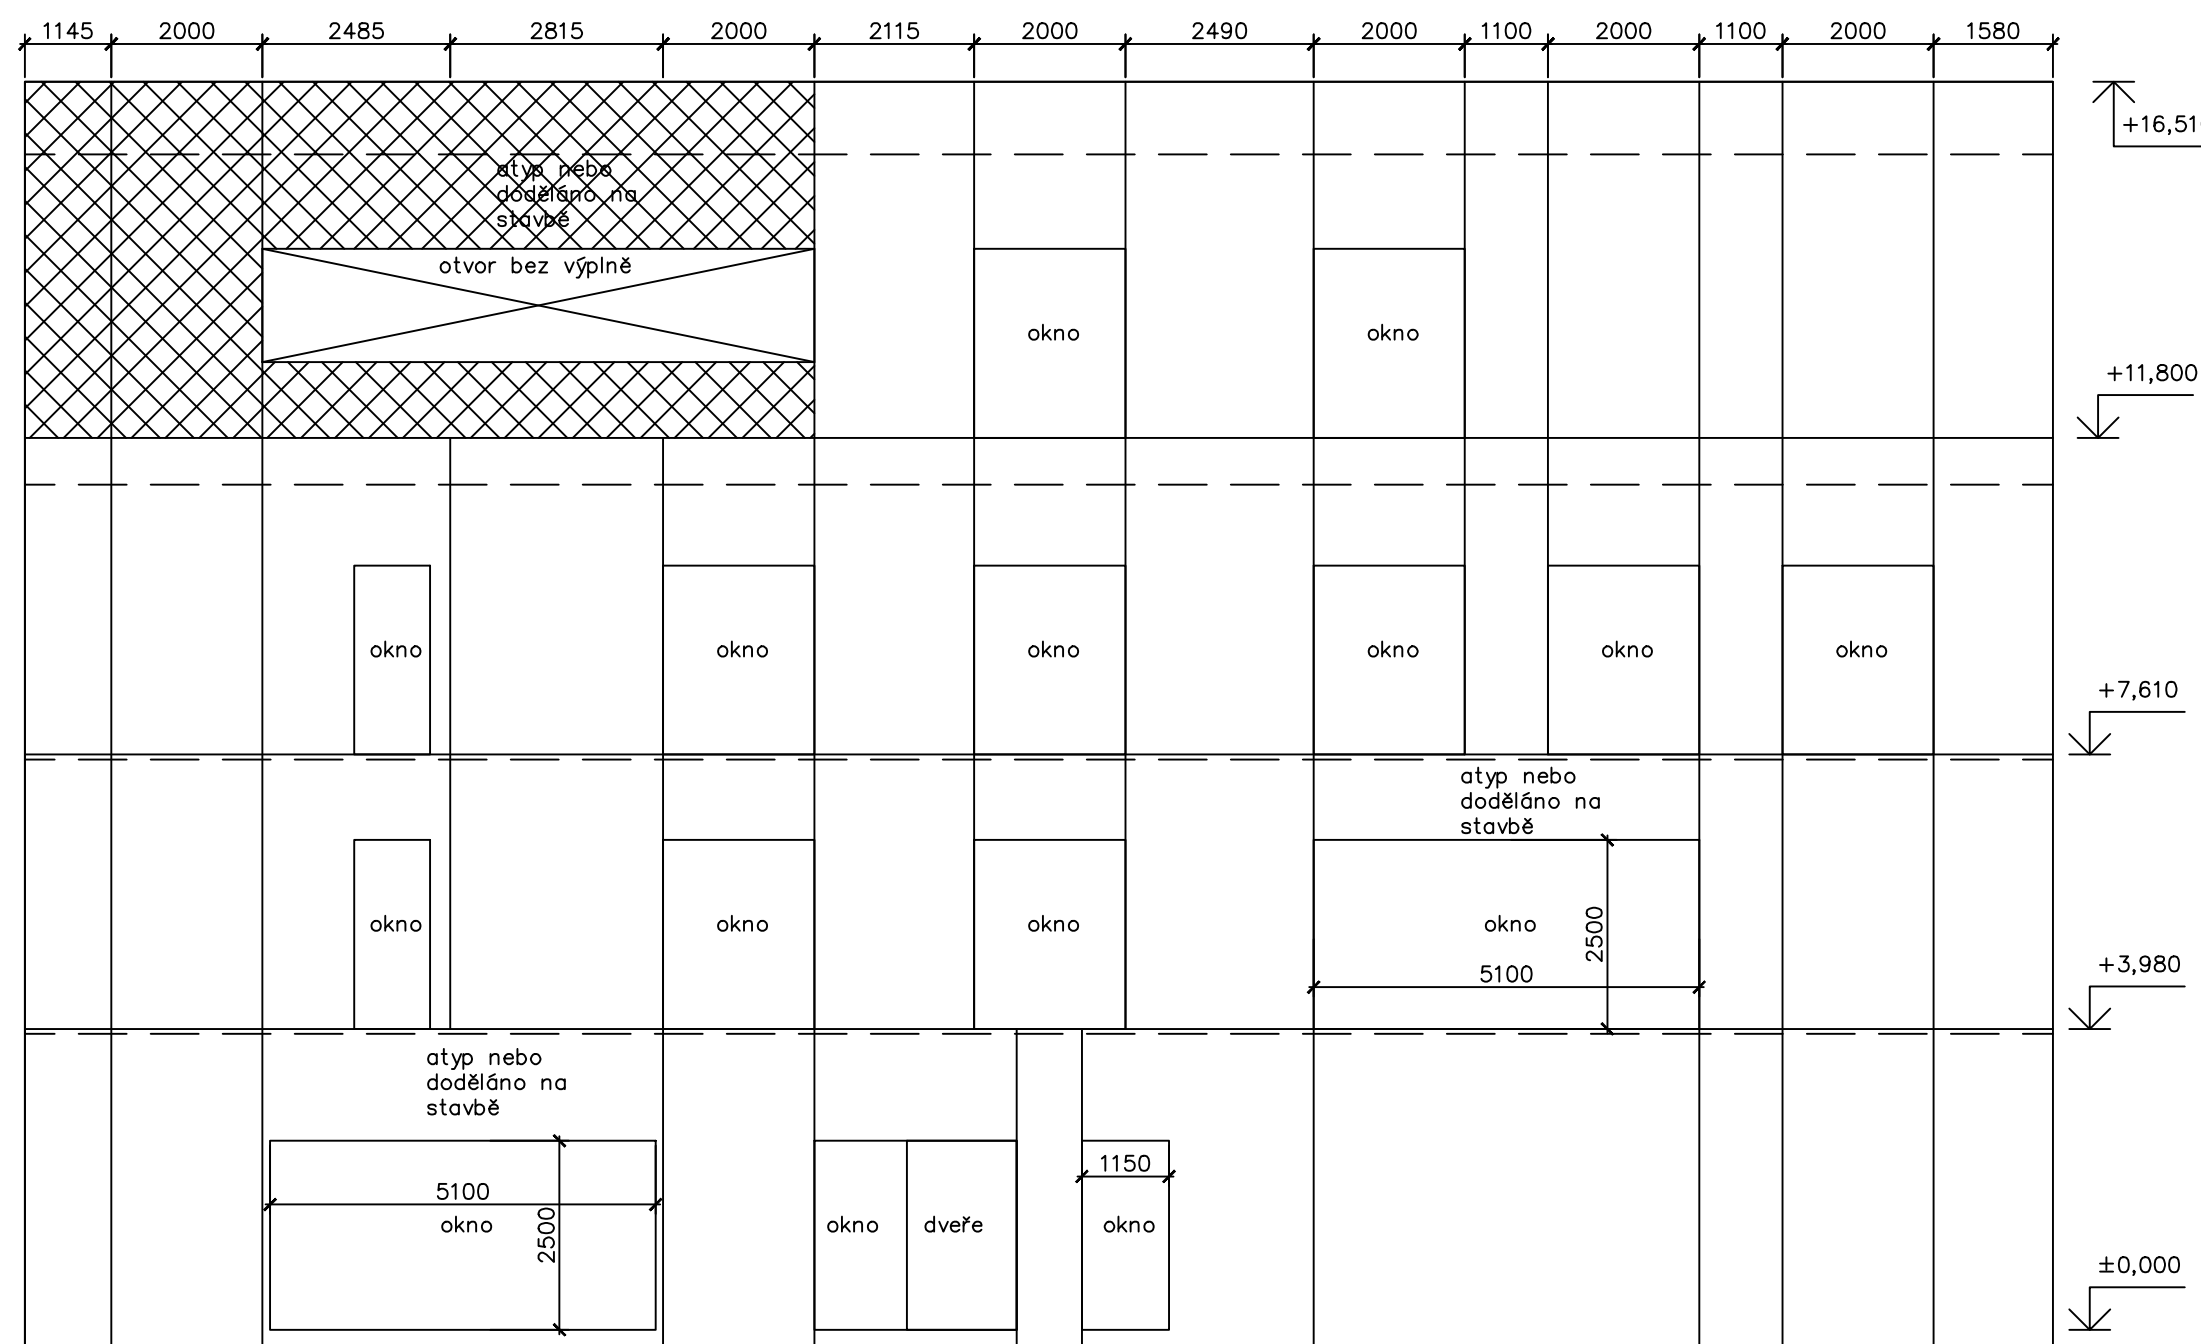 1145 2000 2485 2815 2000 2115 2000 2490 2000 1100 2000 1100 2000 1580
+16,51
atyp nebo
doděláno na
stavbě
otvor bez výplně
okno okno
+11,800
okno okno okno okno okno okno
+7,610
atyp nebo
doděláno na
stavbě
okno okno okno okno
2500
5100
+3,980
atyp nebo
doděláno na
stavbě
1150
5100
okno
2500
okno dveře okno
±0,000